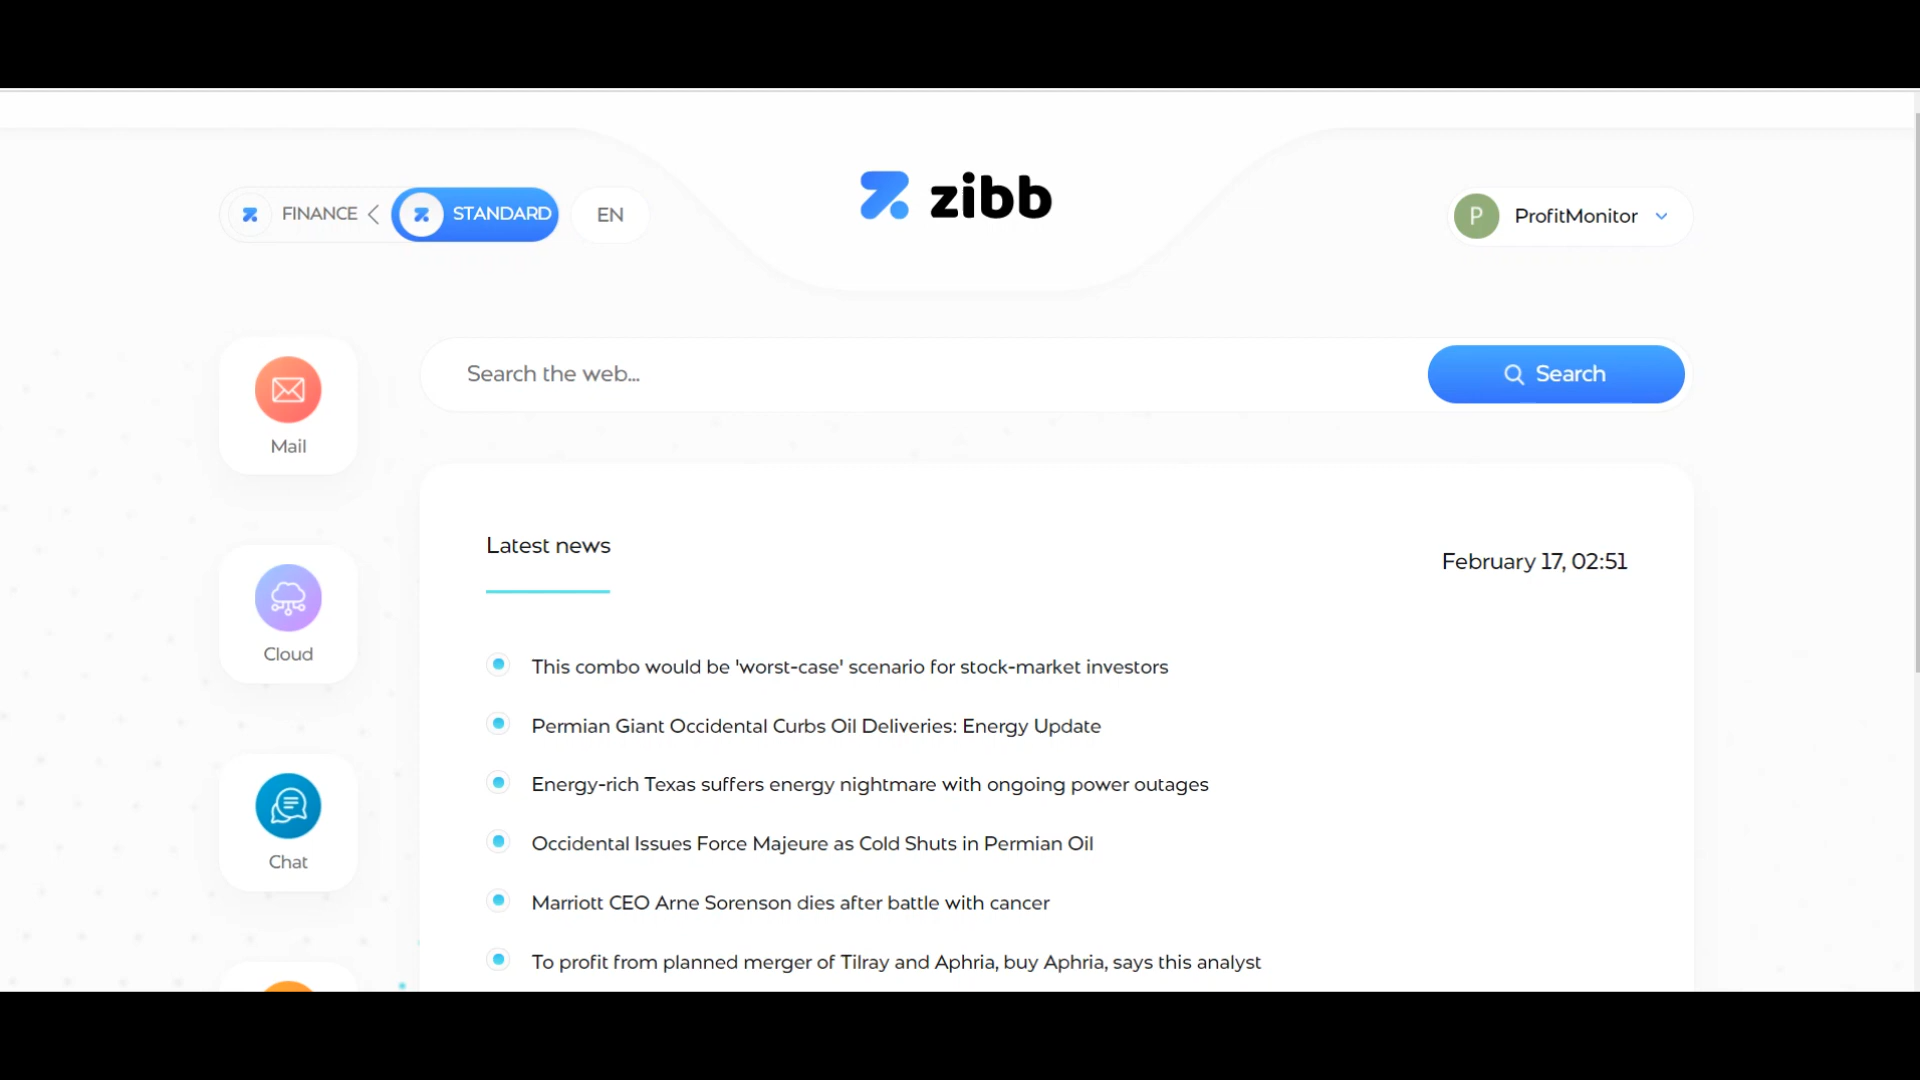 FINANCE
STANDARD
EN
zibb
P
ProfitMonitor
Search the web...
Search
Mail
Cloud
Chat
Latest news
February 17, 02:51
This combo would be 'worst-case' scenario for stock-market investors
Permian Giant Occidental Curbs Oil Deliveries: Energy Update
Energy-rich Texas suffers energy nightmare with ongoing power outages
Occidental Issues Force Majeure as Cold Shuts in Permian Oil
Marriott CEO Arne Sorenson dies after battle with cancer
To profit from planned merger of Tilray and Aphria, buy Aphria, says this analyst